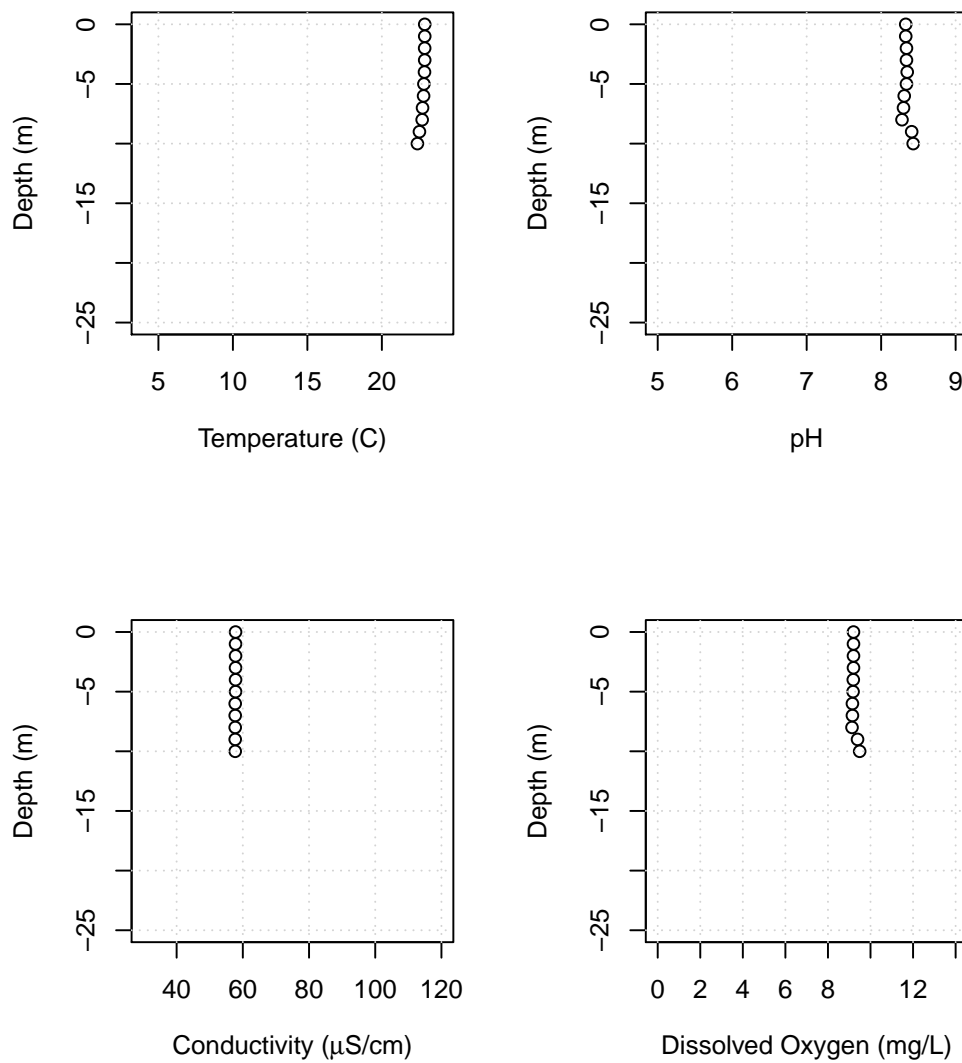 0
−5
−15
−25
Depth (m)
5 10 15 20
Temperature (C)
0
−5
−15
−25
Depth (m)
5 6 7 8 9
pH
0
−5
−15
−25
Depth (m)
40 60 80 100 120
Conductivity (μS/cm)
0
−5
−15
−25
Depth (m)
0 2 4 6 8 12
Dissolved Oxygen (mg/L)